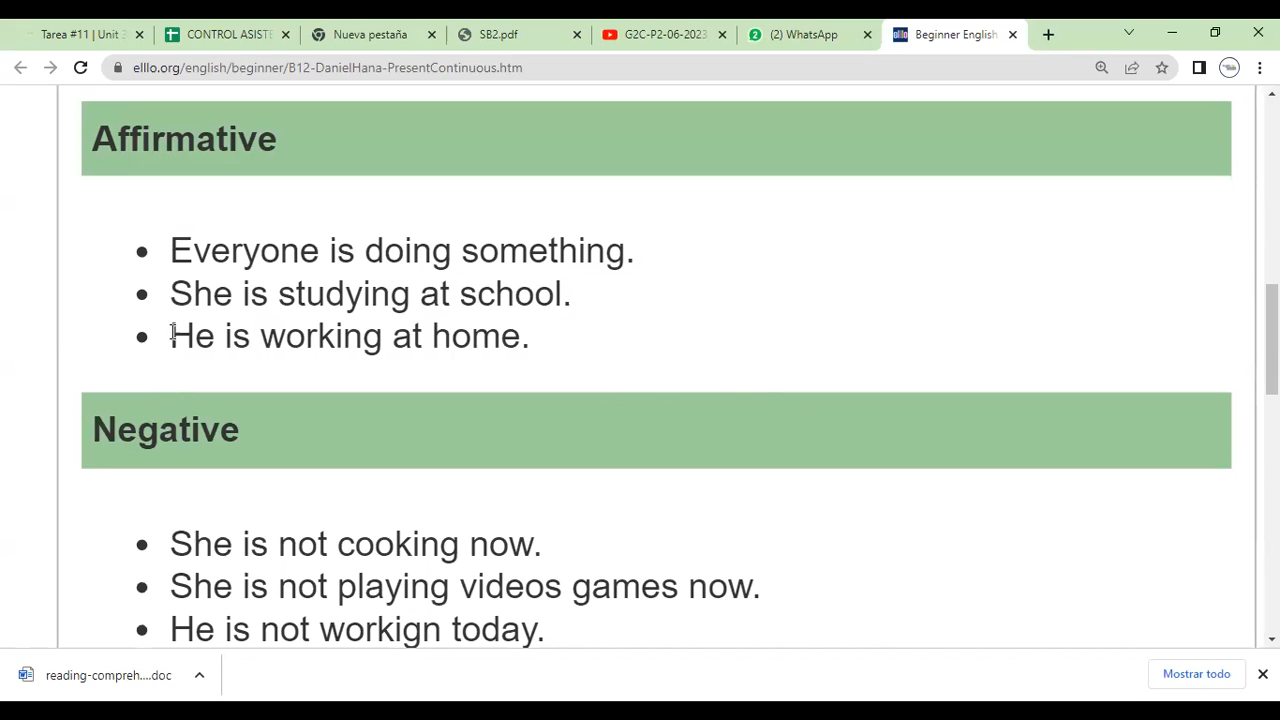 Tarea #11 | Unit
CONTROL ASISTE
Nueva pestaña
SB2.pdf
G2C-P2-06-2023
(2) WhatsApp
Beginner English
elllo.org/english/beginner/B12-DanielHana-PresentContinuous.htm
Affirmative
Everyone is doing something.
She is studying at school.
He is working at home.
Negative
She is not cooking now.
She is not playing videos games now.
He is not workign today.
reading-compreh....doc
Mostrar todo